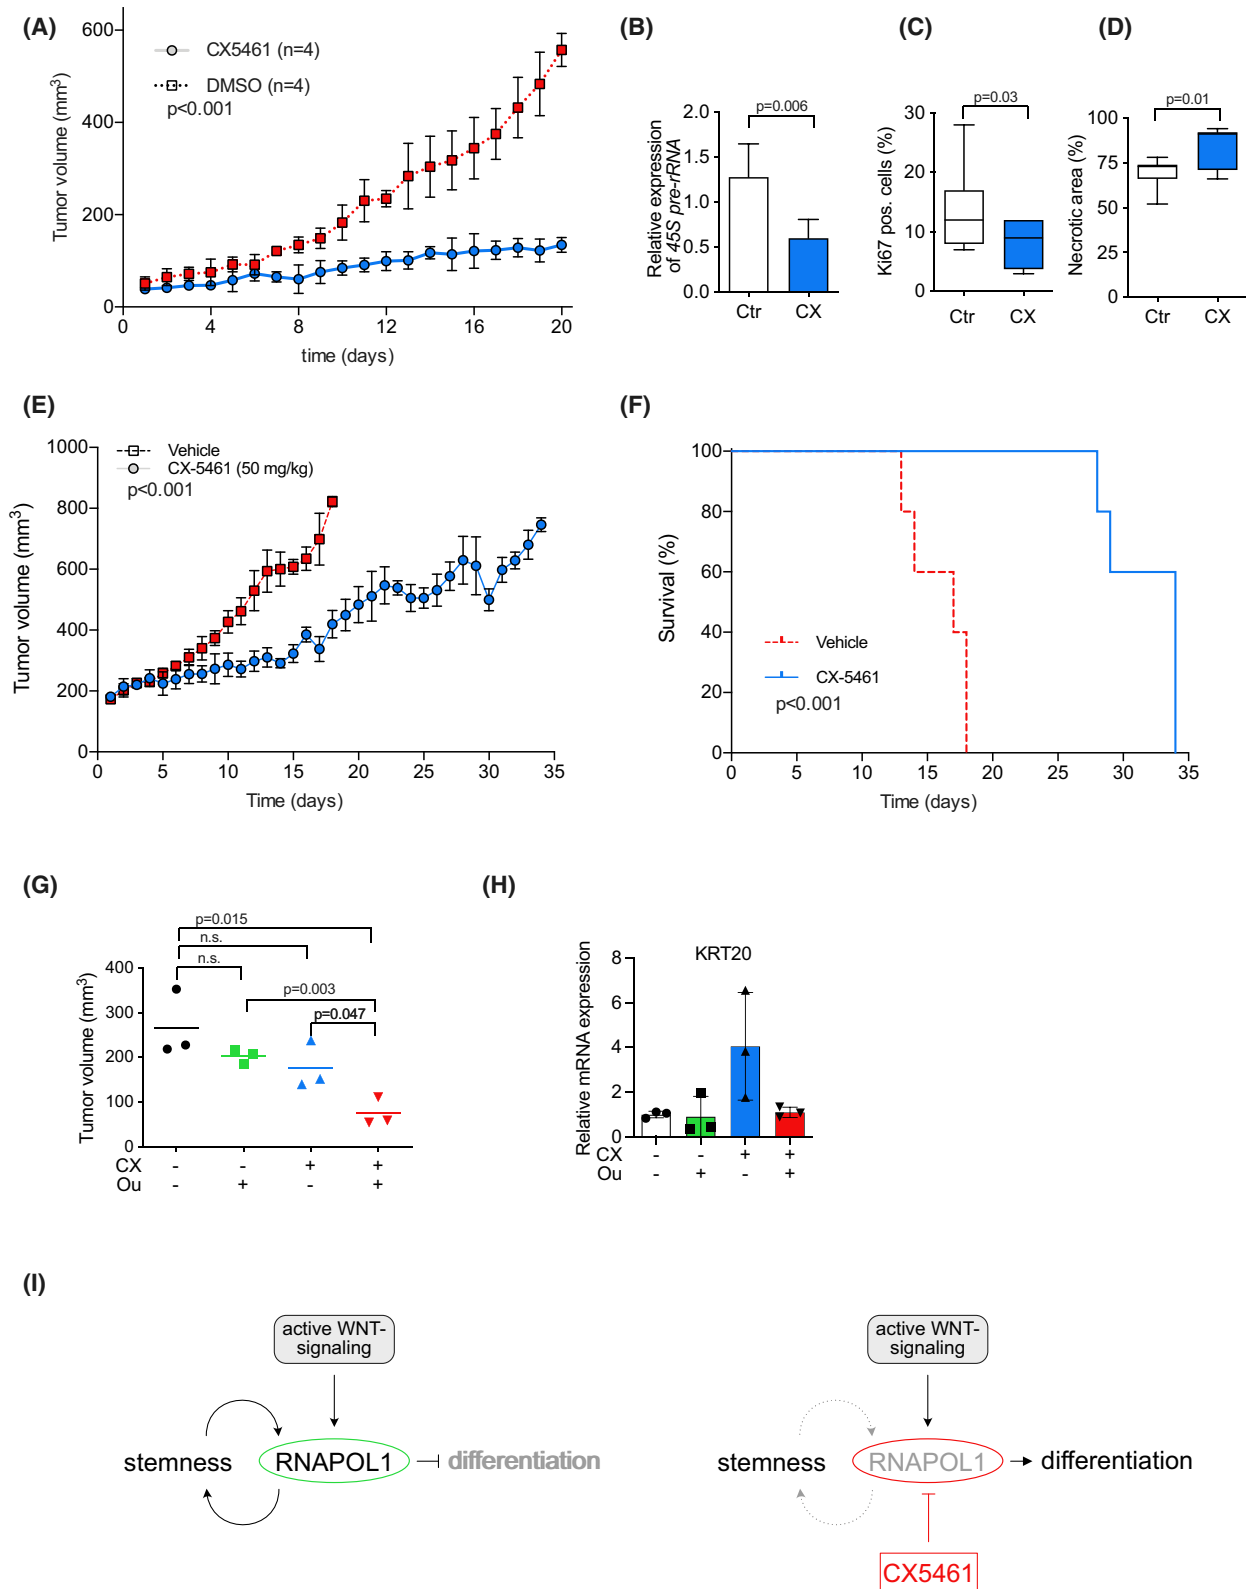 (A)
600
400
200
0
Tumor volume (mm³)
CX5461 (n=4)
DMSO (n=4)
p<0.001
0 4 8 12 16 20
time (days)
(B)
2.0
1.5
1.0
0.5
0.0
Relative expression
of 45S pre-rRNA
p=0.006
Ctr CX
(C)
30
20
10
0
Ki67 pos. cells (%)
p=0.03
Ctr CX
(D)
100
75
50
25
0
Necrotic area (%)
p=0.01
Ctr CX
(E)
1000
800
600
400
200
0
Tumor volume (mm³)
Vehicle
CX-5461 (50 mg/kg)
p<0.001
0 5 10 15 20 25 30 35
Time (days)
(F)
100
80
60
40
20
0
Survival (%)
Vehicle
CX-5461
p<0.001
0 5 10 15 20 25 30 35
Time (days)
(G)
p=0.015
n.s.
n.s.
p=0.003
p=0.047
400
300
200
100
0
Tumor volume (mm³)
CX - - + +
Ou - + - +
(H)
KRT20
8
6
4
2
0
Relative mRNA expression
CX - - + +
Ou - + - +
(I)
active WNT-
signaling
stemness RNAPOL1 differentiation
active WNT-
signaling
stemness RNAPOL1 differentiation
CX5461